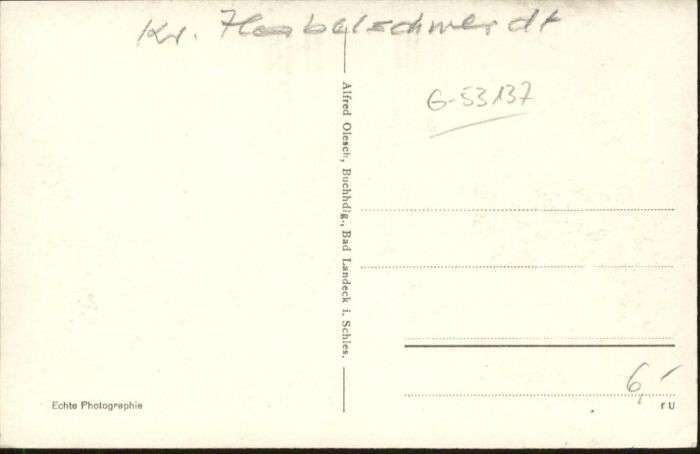 Kr. Habelschwerdt
G-53137
Alfred Olesch, Buchhdlg., Bad Landeck i. Schles.
6,-
Echte Photographie
r U